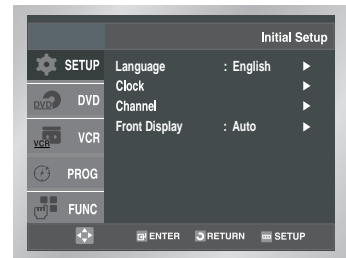 Initial Setup
SETUP
DVD DVD
VCR VCR
PROG
FUNC
Language : English ►
Clock ►
Channel ►
Front Display : Auto ►
ENTER RETURN SETUP